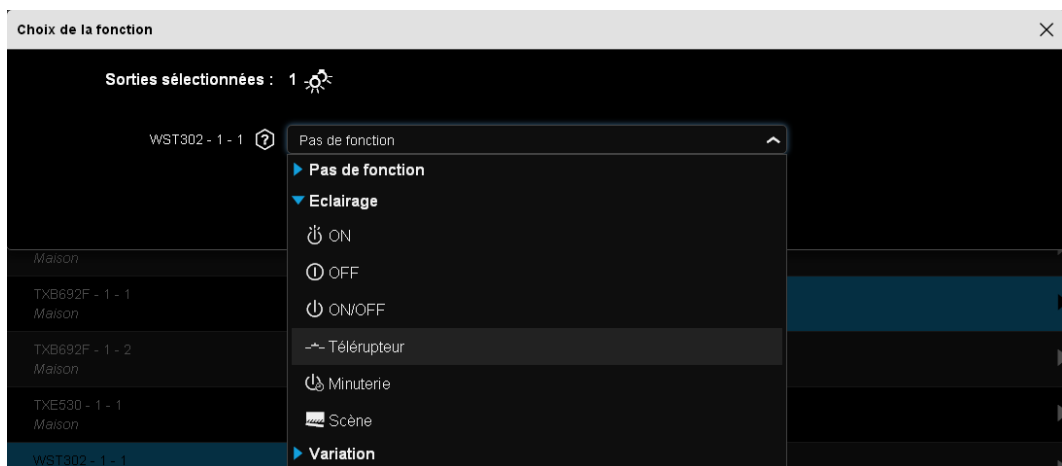 Choix de la fonction
Sorties sélectionnées : 1
WST302 - 1 - 1 Pas de fonction
Pas de fonction
Eclairage
ON
Maison
OFF
TXB692F - 1 - 1
Maison
ON/OFF
TXB692F - 1 - 2
Maison
Télérupteur
Minuterie
TXE530 - 1 - 1
Maison
Scène
WST302 - 1 - 1
Variation